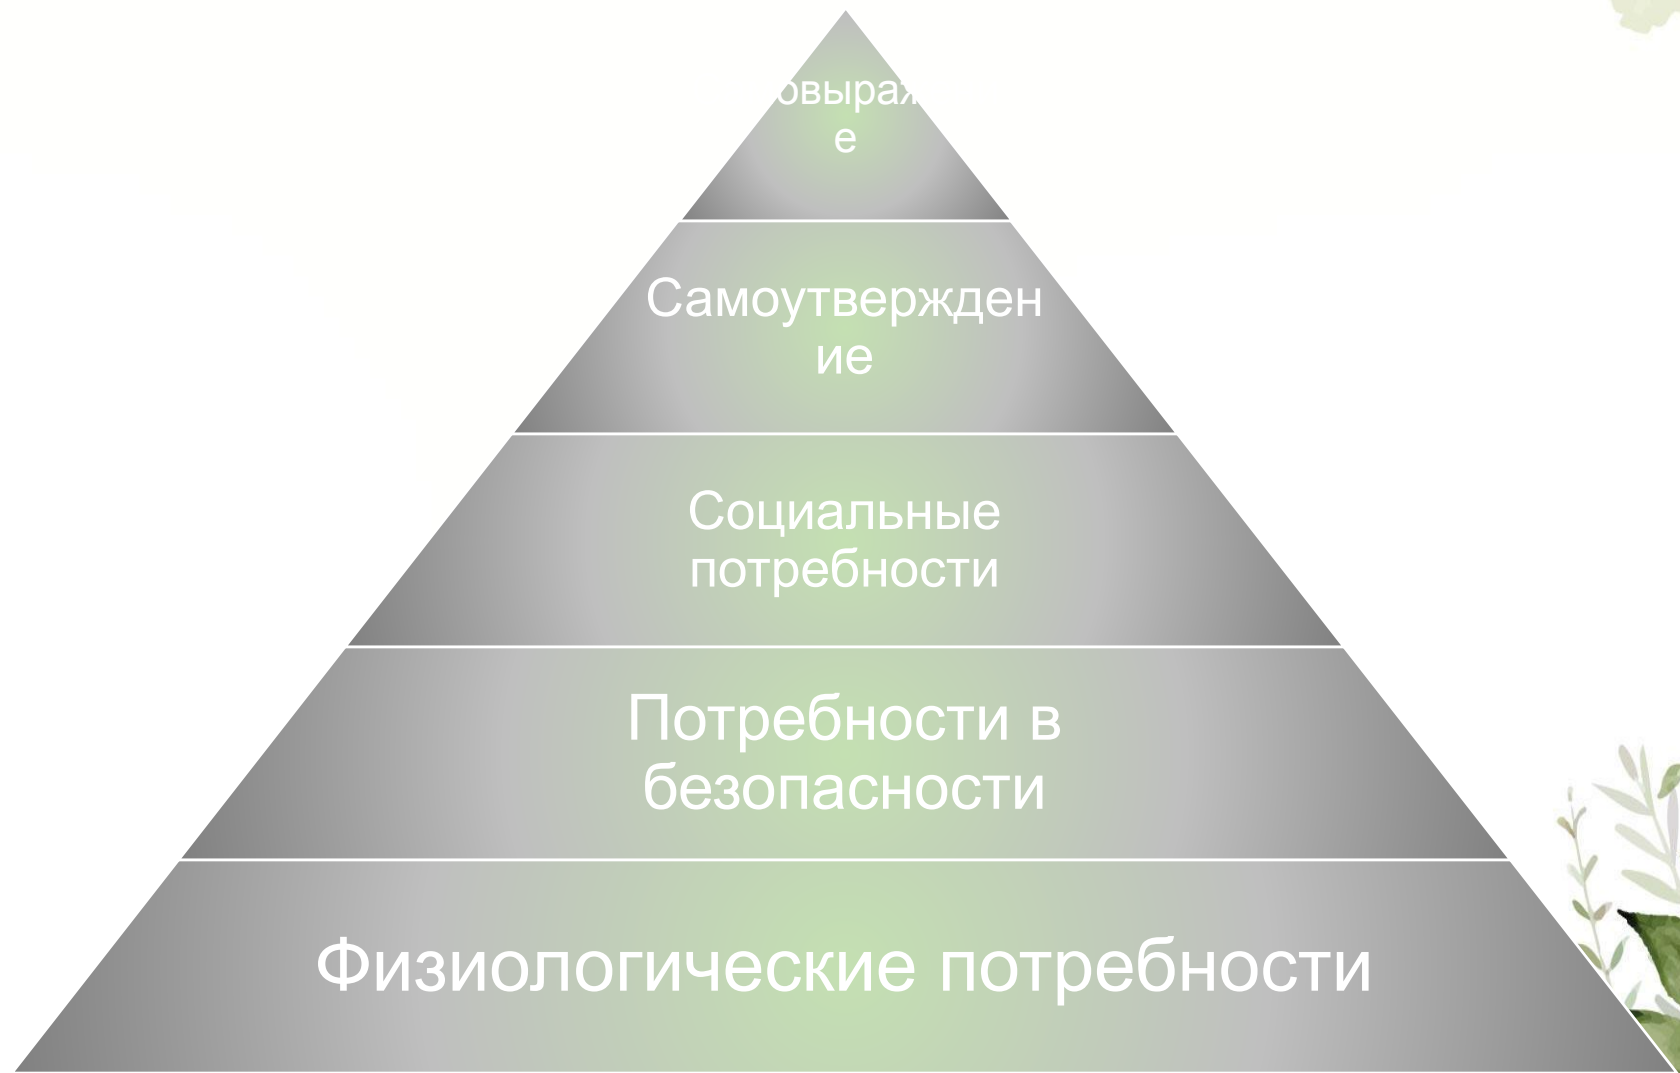 е
Самоутвержден
ие
Социальные
потребности
Потребности в
безопасности
Физиологические потребности